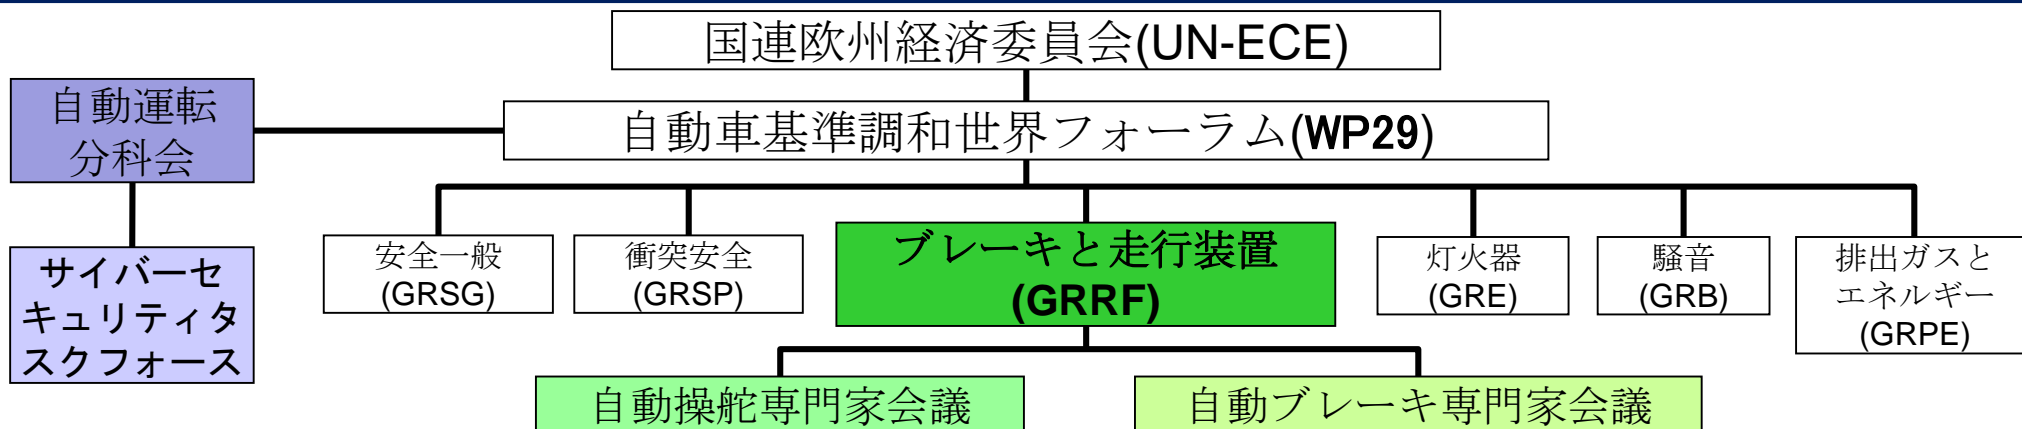 国連欧州経済委員会(UN-ECE)
自動運転
分科会
自動車基準調和世界フォーラム(WP29)
サイバーセ
キュリティタ
スクフォース
安全一般
(GRSG)
衝突安全
(GRSP)
ブレーキと走行装置
(GRRF)
灯火器
(GRE)
騒音
(GRB)
排出ガスと
エネルギー
(GRPE)
自動操舵専門家会議
自動ブレーキ専門家会議